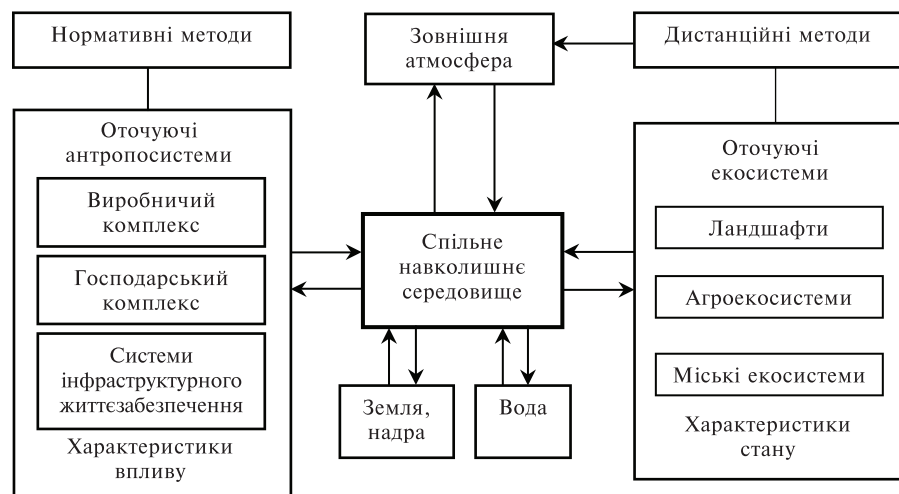 Нормативні методи
Зовнішня
атмосфера
Дистанційні методи
Оточуючі
антропосистеми
Виробничий
комплекс
Господарський
комплекс
Системи
інфраструктурного
життєзабезпечення
Характеристики
впливу
Спільне
навколишнє
середовище
Земля,
надра
Вода
Оточуючі
екосистеми
Ландшафти
Агроекосистеми
Міські екосистеми
Характеристики
стану